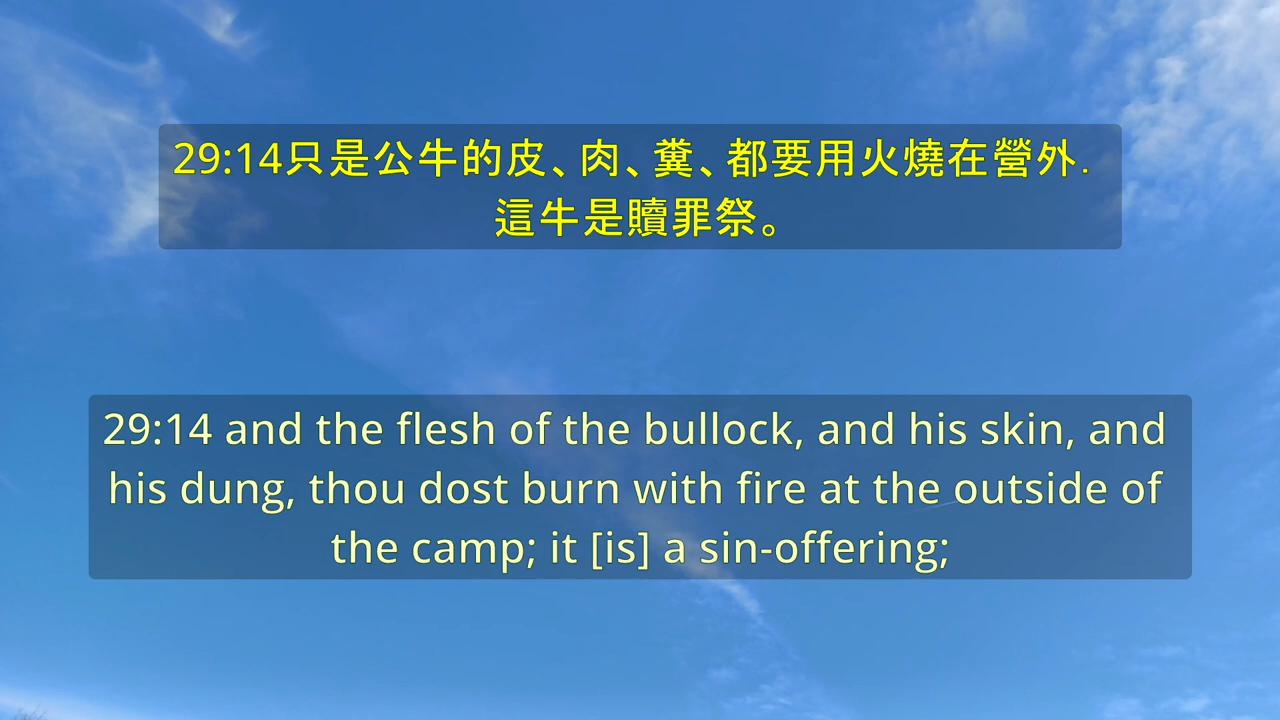 29:14只是公牛的皮、肉、糞、都要用火燒在營外．
這牛是贖罪祭。
29:14 and the flesh of the bullock, and his skin, and
his dung, thou dost burn with fire at the outside of
the camp; it [is] a sin-offering;